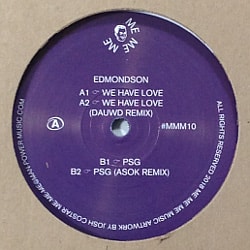 ME ME ME
EDMONDSON
A1 ☞ WE HAVE LOVE
A2 ☞ WE HAVE LOVE
(DAUWD REMIX)
A
#MMM10
B1 ☞ PSG
B2 ☞ PSG (ASOK REMIX)
ALL RIGHTS RESERVED 2018 ME ME ME MUSIC ARTWORK BY JOSH COSTAR ME-ME-ME@MANPOWER MUSIC.COM